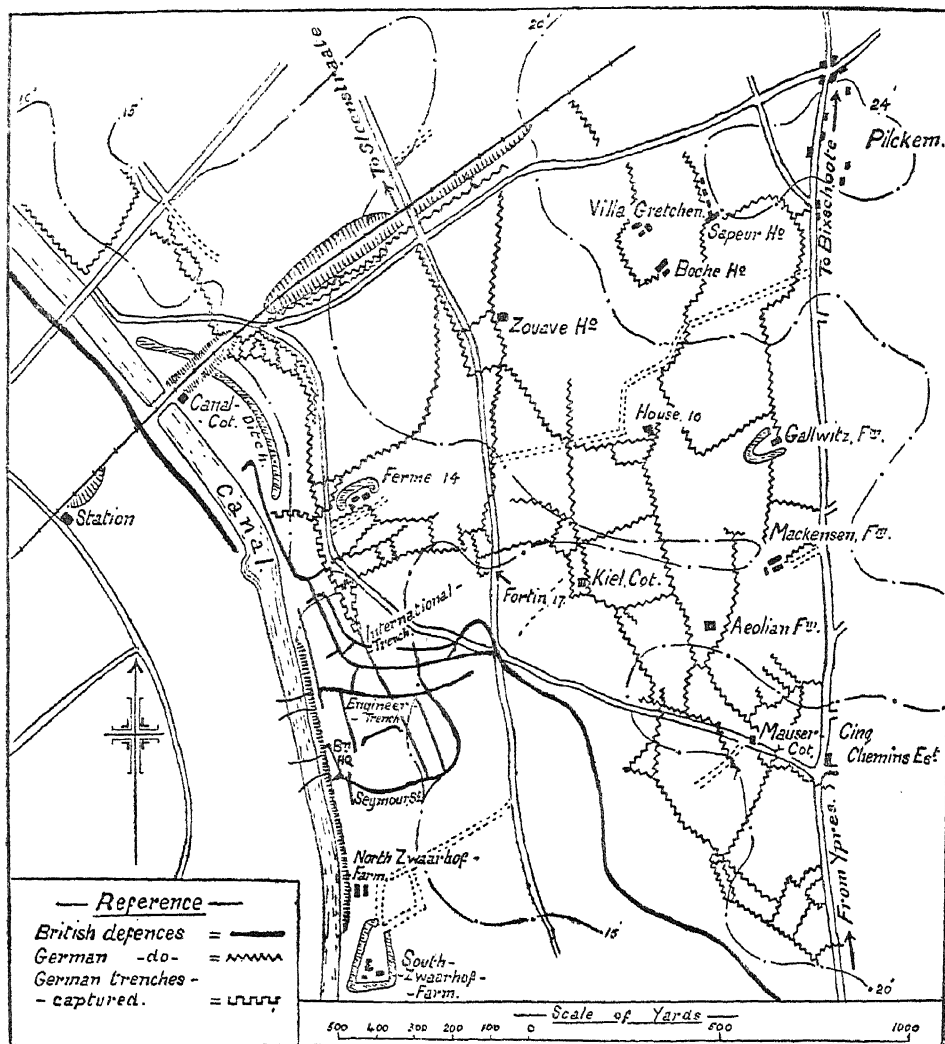 20'
24'
10'
15'
To Steenstraate
To Bixschoote
Pilckem.
Villa Gretchen
Sapeur Ho
Boche Ho
Zouave Ho
Canal-
Cot.
Ditch
House 10
Gallwitz, Fm.
Station
Canal.
Ferme 14
Mackensen, Fm.
Fortin 17.
Kiel, Cot.
International-
Trench
Aeolian Fm.
Engineer
-Trench-
Bn
HQ
Seymour St
Mauser-
Cot.
Cinq
Chemins Est.
North Zwaarhof-
-Farm.
From Ypres.
15'
South-
-Zwaarhof-
-Farm.
20'
— Reference —
British defences =
German -do- =
German trenches -
- captured. =
— Scale of Yards —
500 400 300 200 100 0 500 1000